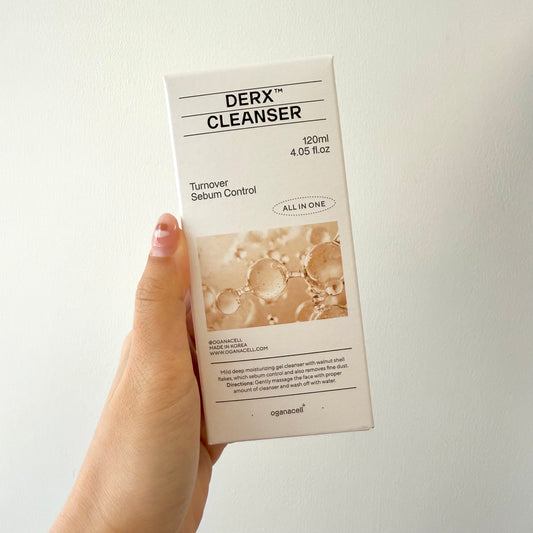 DERX™
CLEANSER
120ml
4.05 fl.oz
Turnover
Sebum Control
ALL IN ONE
@OGANACELL
MADE IN KOREA
WWW.OGANACELL.COM
Mild deep moisturizing gel cleanser with walnut shell
flakes, which sebum control and also removes fine dust.
Directions: Gently massage the face with proper
amount of cleanser and wash off with water.
oganacell+